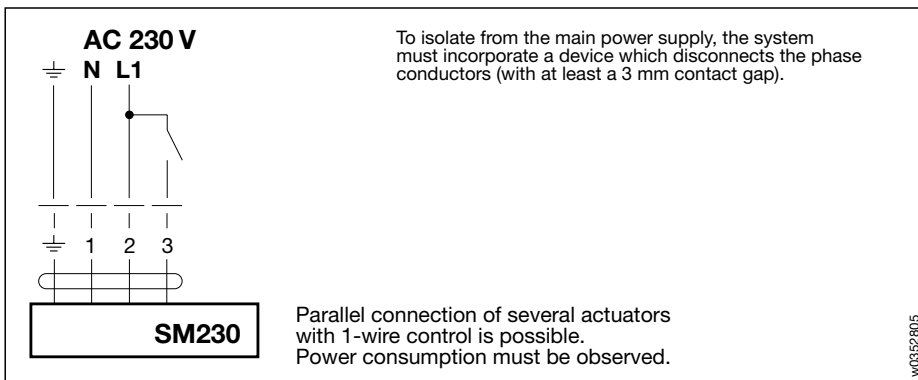 AC 230 V
⏚ N L1
To isolate from the main power supply, the system
must incorporate a device which disconnects the phase
conductors (with at least a 3 mm contact gap).
⏚ 1 2 3
SM230
Parallel connection of several actuators
with 1-wire control is possible.
Power consumption must be observed.
w0352805